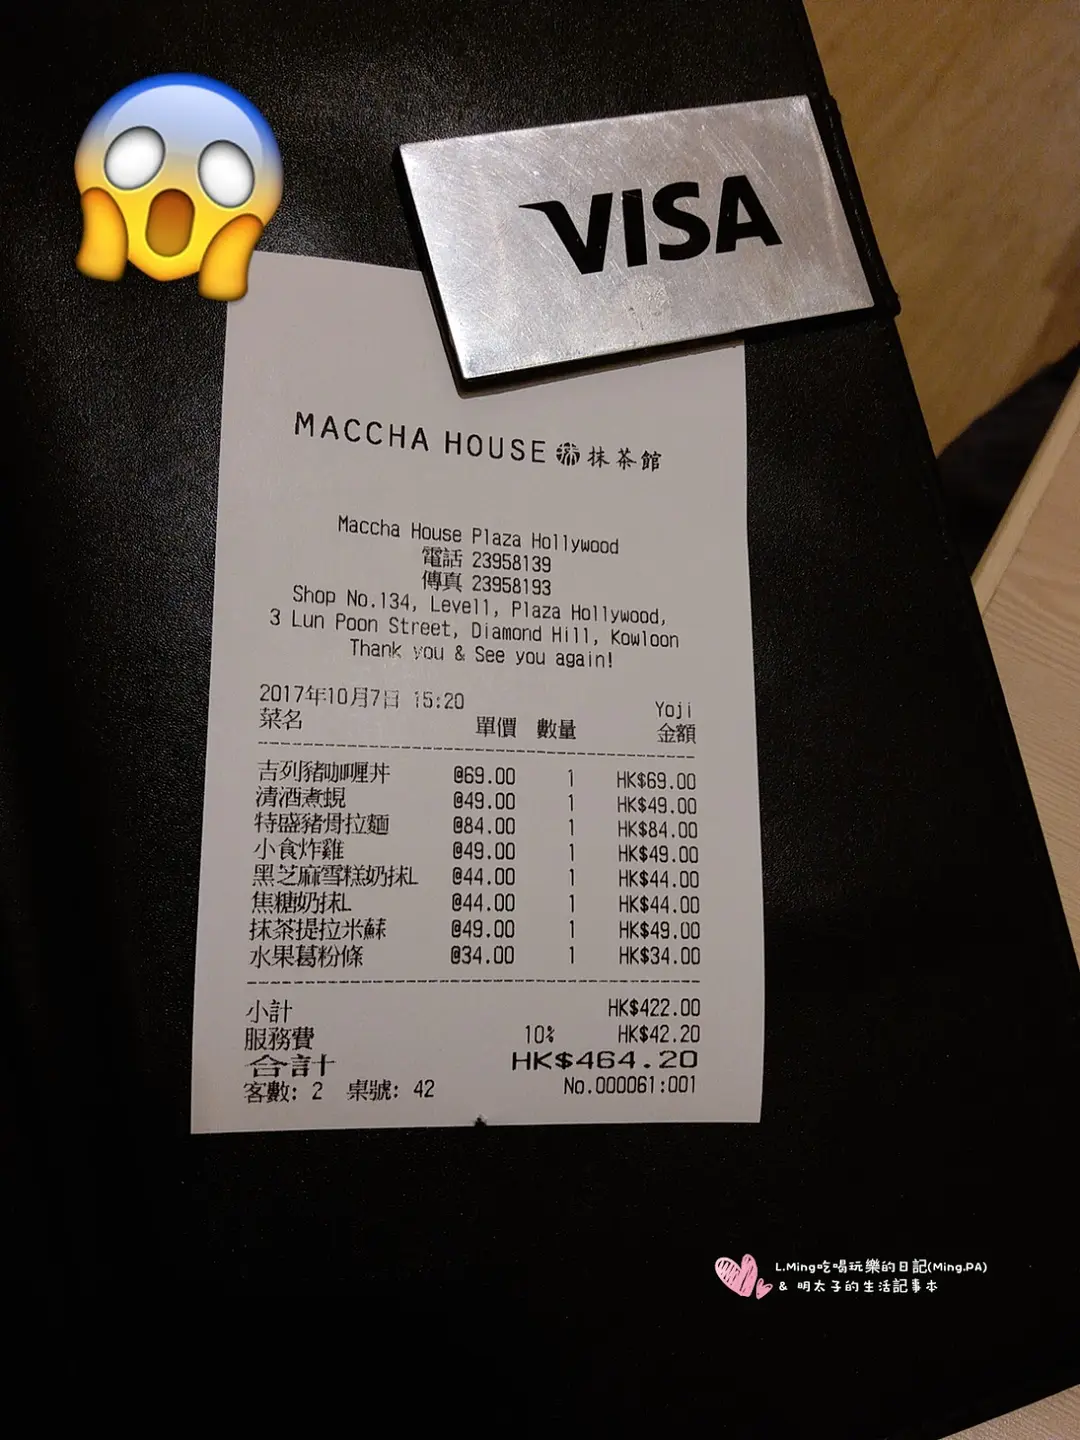 VISA
MACCHA HOUSE 抹茶館
Maccha House Plaza Hollywood
電話 23958139
傳真 23958193
Shop No.134, Level1, Plaza Hollywood,
3 Lun Poon Street, Diamond Hill, Kowloon
Thank you & See you again!
2017年10月7日 15:20 Yoji
菜名 單價 數量 金額
吉列豬咖喱丼 @69.00 1 HK$69.00
清酒煮蜆 @49.00 1 HK$49.00
特盛豬骨拉麵 @84.00 1 HK$84.00
小食炸雞 @49.00 1 HK$49.00
黑芝麻雪糕奶抹L @44.00 1 HK$44.00
焦糖奶抹L @44.00 1 HK$44.00
抹茶提拉米蘇 @49.00 1 HK$49.00
水果葛粉條 @34.00 1 HK$34.00
小計 HK$422.00
服務費 10% HK$42.20
合計 HK$464.20
客數: 2 桌號: 42 No.000061:001
L.Ming吃喝玩樂的日記(Ming.PA)
& 明太子的生活記事本